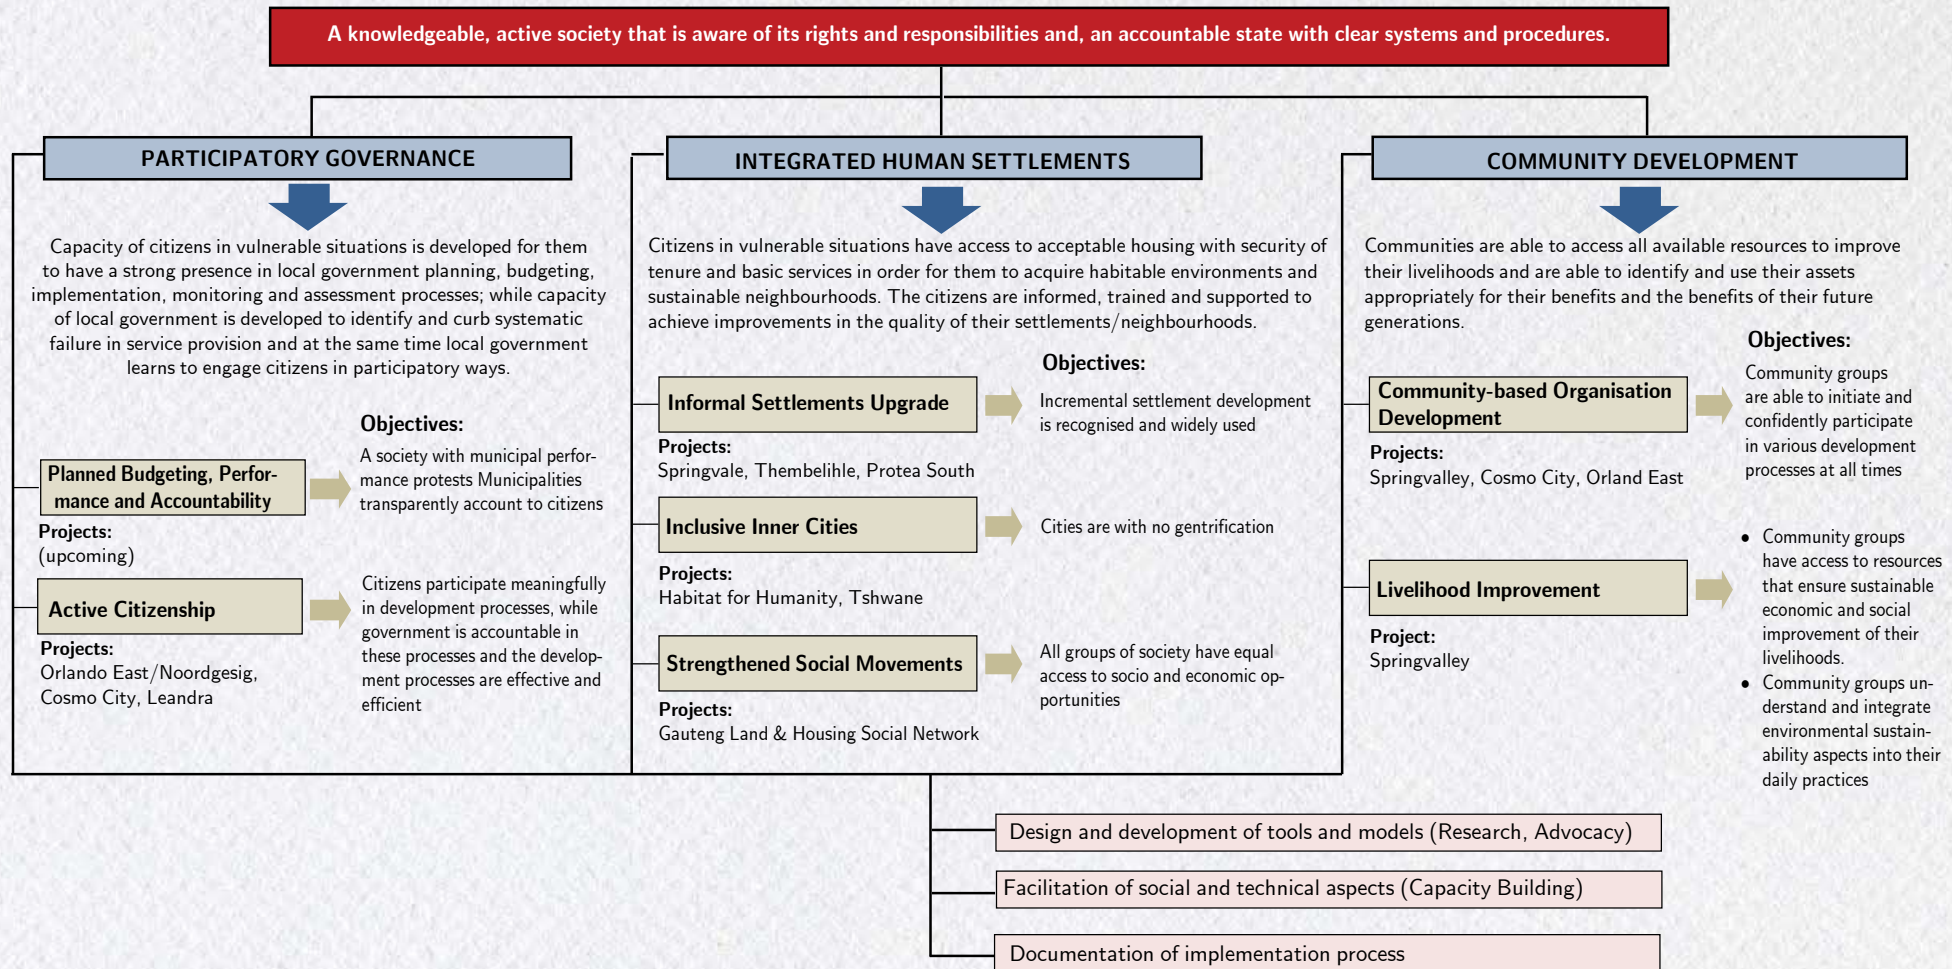 A knowledgeable, active society that is aware of its rights and responsibilities and, an accountable state with clear systems and procedures.
PARTICIPATORY GOVERNANCE
Capacity of citizens in vulnerable situations is developed for them
to have a strong presence in local government planning, budgeting,
implementation, monitoring and assessment processes; while capacity
of local government is developed to identify and curb systematic
failure in service provision and at the same time local government
learns to engage citizens in participatory ways.
Objectives:
Planned Budgeting, Perfor-
mance and Accountability
A society with municipal perfor-
mance protests Municipalities
transparently account to citizens
Projects:
(upcoming)
Active Citizenship
Citizens participate meaningfully
in development processes, while
government is accountable in
these processes and the develop-
ment processes are effective and
efficient
Projects:
Orlando East/Noordgesig,
Cosmo City, Leandra
INTEGRATED HUMAN SETTLEMENTS
Citizens in vulnerable situations have access to acceptable housing with security of
tenure and basic services in order for them to acquire habitable environments and
sustainable neighbourhoods. The citizens are informed, trained and supported to
achieve improvements in the quality of their settlements/neighbourhoods.
Objectives:
Informal Settlements Upgrade
Incremental settlement development
is recognised and widely used
Projects:
Springvale, Thembelihle, Protea South
Inclusive Inner Cities
Cities are with no gentrification
Projects:
Habitat for Humanity, Tshwane
Strengthened Social Movements
All groups of society have equal
access to socio and economic op-
portunities
Projects:
Gauteng Land & Housing Social Network
COMMUNITY DEVELOPMENT
Communities are able to access all available resources to improve
their livelihoods and are able to identify and use their assets
appropriately for their benefits and the benefits of their future
generations.
Objectives:
Community-based Organisation
Development
Community groups
are able to initiate and
confidently participate
in various development
processes at all times
Projects:
Springvalley, Cosmo City, Orland East
Livelihood Improvement
• Community groups
have access to resources
that ensure sustainable
economic and social
improvement of their
livelihoods.
• Community groups un-
derstand and integrate
environmental sustain-
ability aspects into their
daily practices
Project:
Springvalley
Design and development of tools and models (Research, Advocacy)
Facilitation of social and technical aspects (Capacity Building)
Documentation of implementation process